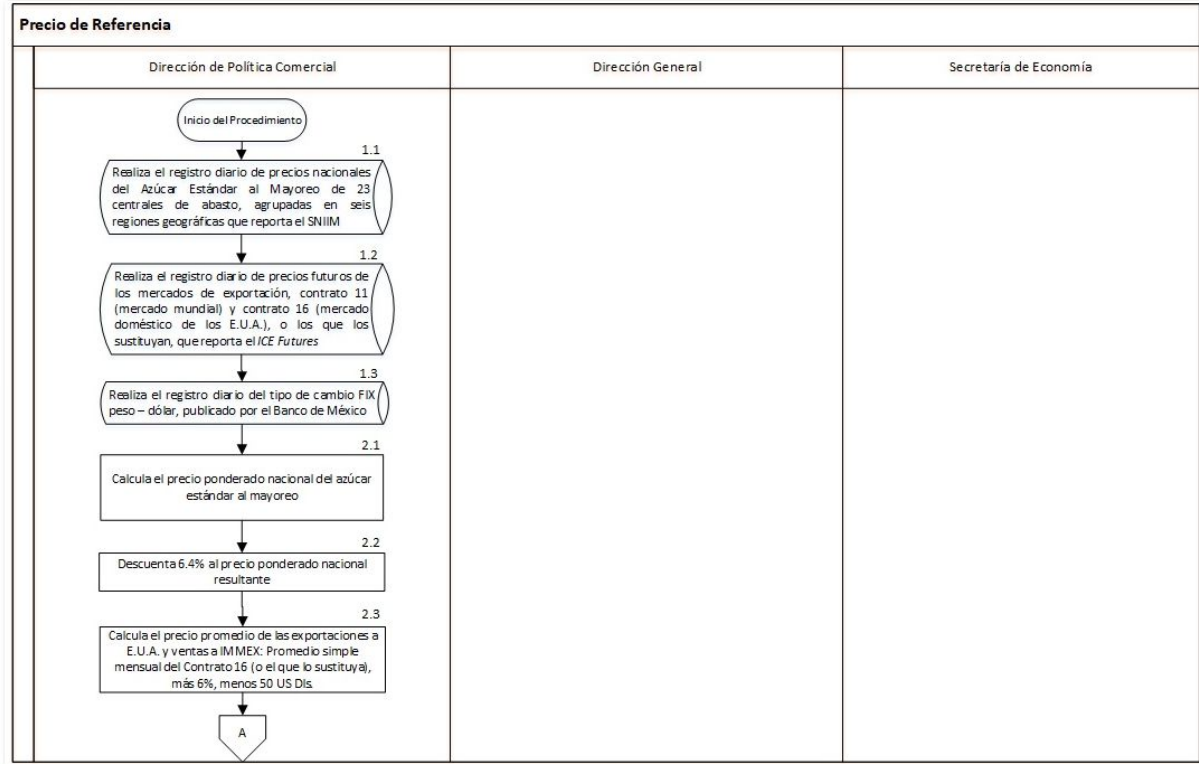 Precio de Referencia
Dirección de Política Comercial
Dirección General
Secretaría de Economía
Inicio del Procedimiento
1.1
Realiza el registro diario de precios nacionales
del Azúcar Estándar al Mayoreo de 23
centrales de abasto, agrupadas en seis
regiones geográficas que reporta el SNIIM
1.2
Realiza el registro diario de precios futuros de
los mercados de exportación, contrato 11
(mercado mundial) y contrato 16 (mercado
doméstico de los E.U.A.), o los que los
sustituyan, que reporta el ICE Futures
1.3
Realiza el registro diario del tipo de cambio FIX
peso – dólar, publicado por el Banco de México
2.1
Calcula el precio ponderado nacional del azúcar
estándar al mayoreo
2.2
Descuenta 6.4% al precio ponderado nacional
resultante
2.3
Calcula el precio promedio de las exportaciones a
E.U.A. y ventas a IMMEX: Promedio simple
mensual del Contrato 16 (o el que lo sustituya),
más 6%, menos 50 US Dls.
A